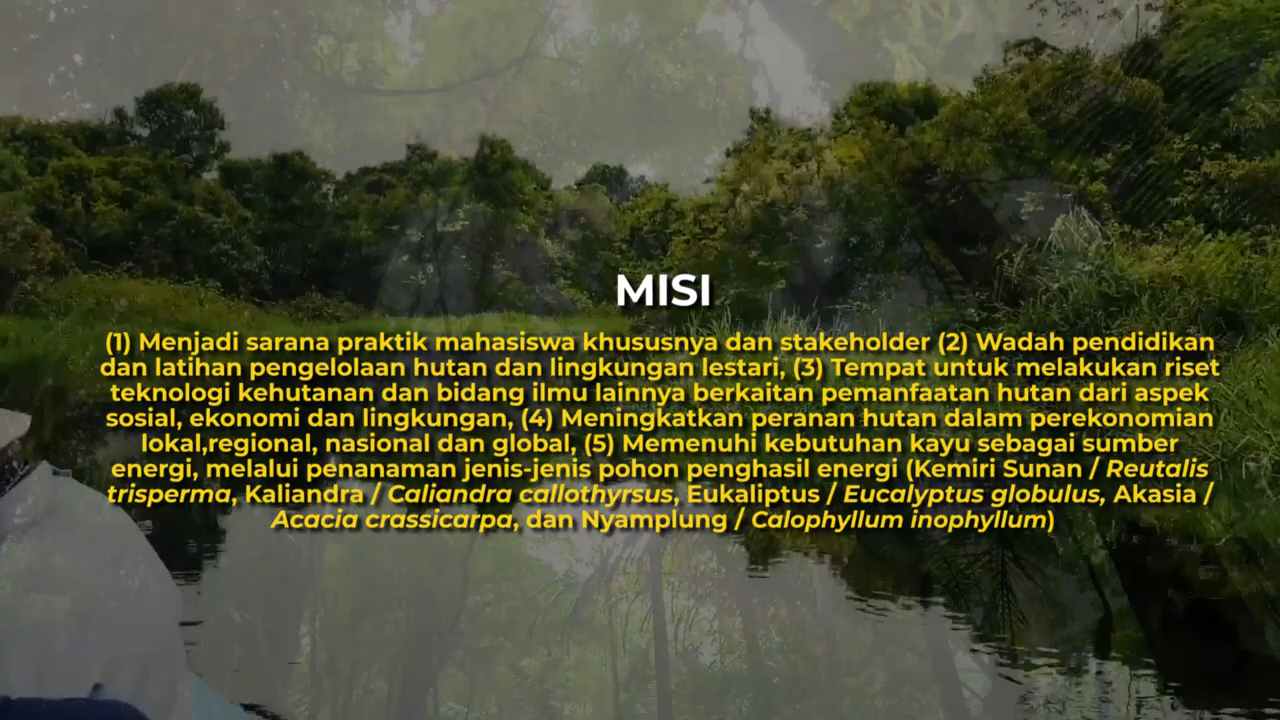 MISI
(1) Menjadi sarana praktik mahasiswa khususnya dan stakeholder (2) Wadah pendidikan
dan latihan pengelolaan hutan dan lingkungan lestari, (3) Tempat untuk melakukan riset
teknologi kehutanan dan bidang ilmu lainnya berkaitan pemanfaatan hutan dari aspek
sosial, ekonomi dan lingkungan, (4) Meningkatkan peranan hutan dalam perekonomian
lokal,regional, nasional dan global, (5) Memenuhi kebutuhan kayu sebagai sumber
energi, melalui penanaman jenis-jenis pohon penghasil energi (Kemiri Sunan / Reutalis
trisperma, Kaliandra / Caliandra callothyrsus, Eukaliptus / Eucalyptus globulus, Akasia /
Acacia crassicarpa, dan Nyamplung / Calophyllum inophyllum)